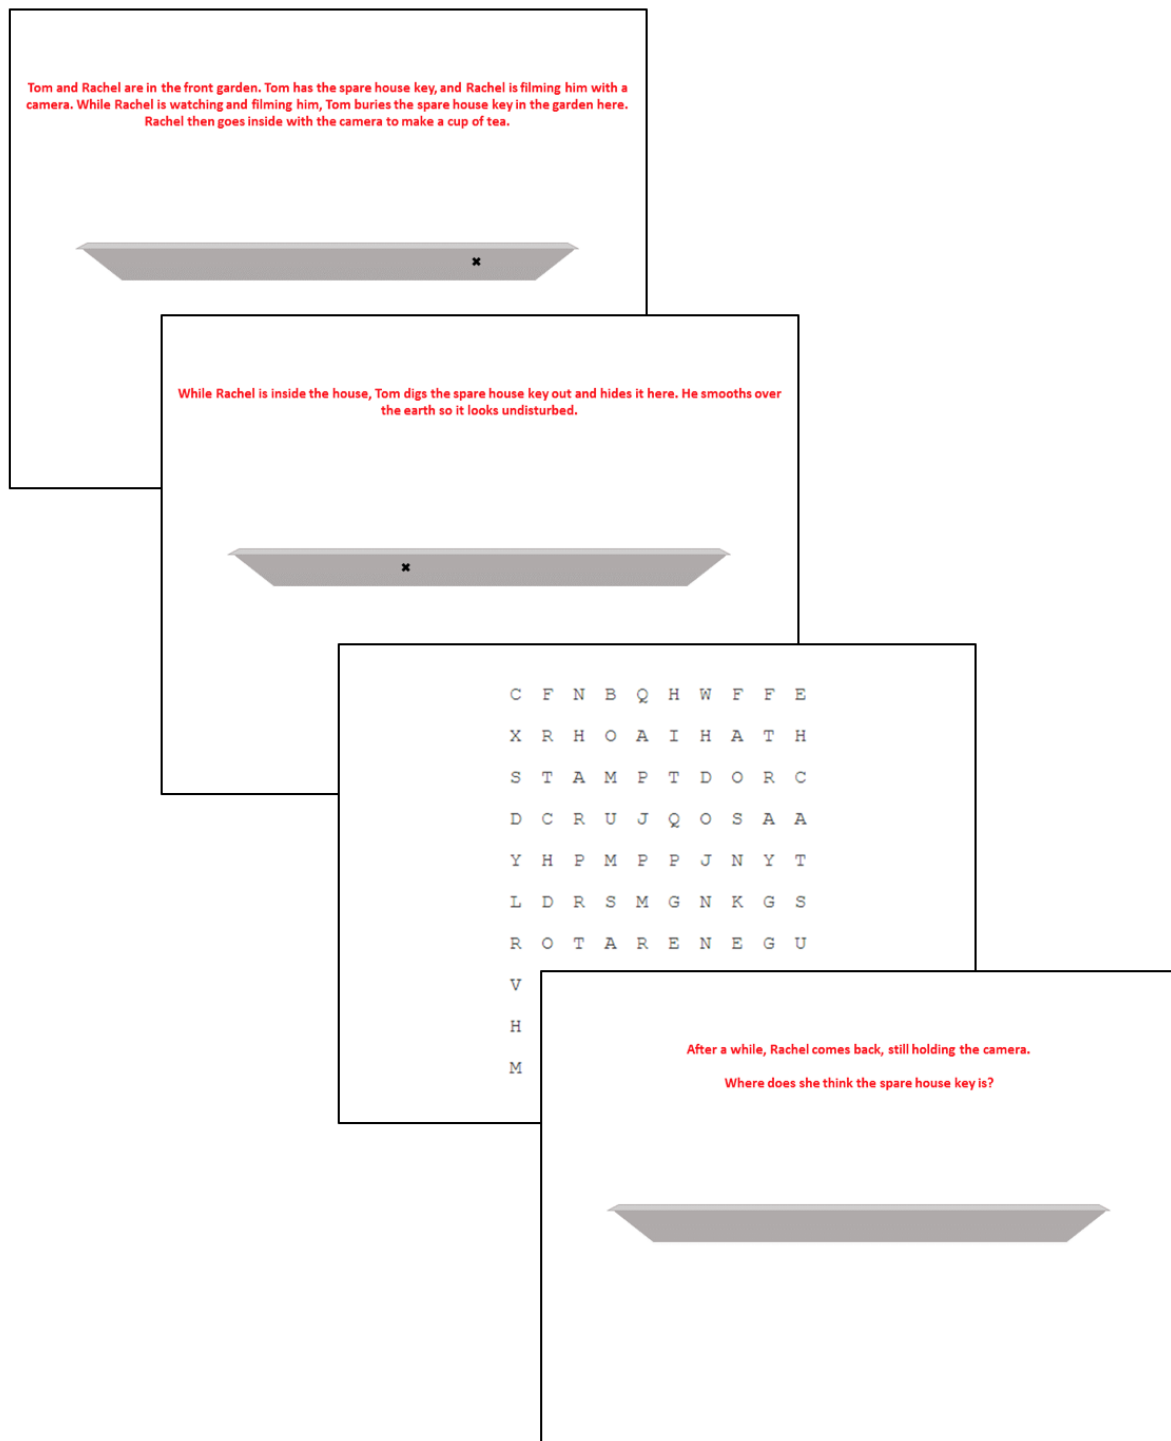 Tom and Rachel are in the front garden. Tom has the spare house key, and Rachel is filming him with a
camera. While Rachel is watching and filming him, Tom buries the spare house key in the garden here.
Rachel then goes inside with the camera to make a cup of tea.
While Rachel is inside the house, Tom digs the spare house key out and hides it here. He smooths over
the earth so it looks undisturbed.
C F N B Q H W F F E
X R H O A I H A T H
S T A M P T D O R C
D C R U J Q O S A A
Y H P M P P J N Y T
L D R S M G N K G S
R O T A R E N E G U
V
H
M
After a while, Rachel comes back, still holding the camera.
Where does she think the spare house key is?